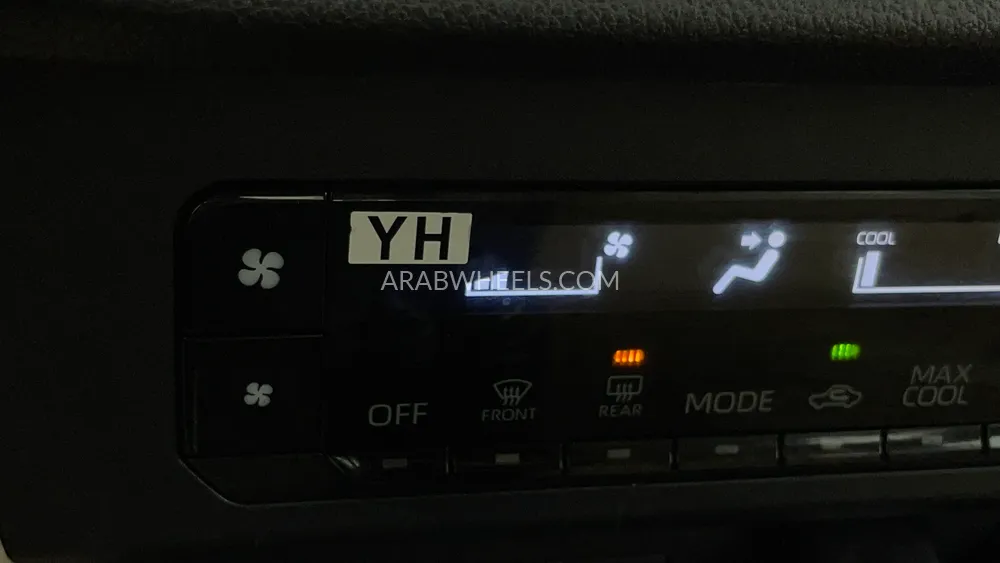 YH
ARABWHEELS.COM
COOL
OFF
FRONT
REAR
MODE
MAX
COOL